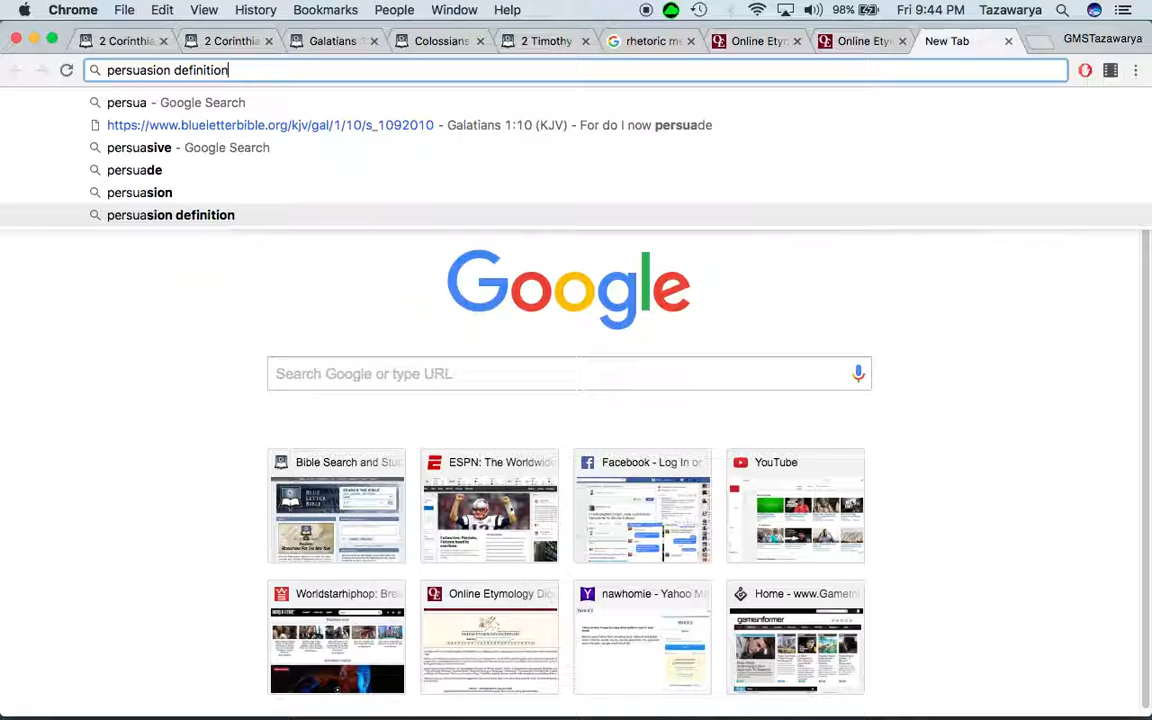 Chrome File Edit View History Bookmarks People Window Help 98% Fri 9:44 PM Tazawarya
2 Corinthia 2 Corinthia Galatians Colossians 2 Timothy rhetoric me Online Etyn Online Ety New Tab GMSTazawarya
persuasion definition
persua - Google Search
https://www.blueletterbible.org/kjv/gal/1/10/s_1092010 - Galatians 1:10 (KJV) - For do I now persuade
persuasive - Google Search
persuade
persuasion
persuasion definition
Google
Search Google or type URL
Bible Search and Stu ESPN: The Worldwide Facebook - Log In or YouTube
Worldstarhiphop: Bre Online Etymology Dic nawhomie - Yahoo M Home - www.Gamein